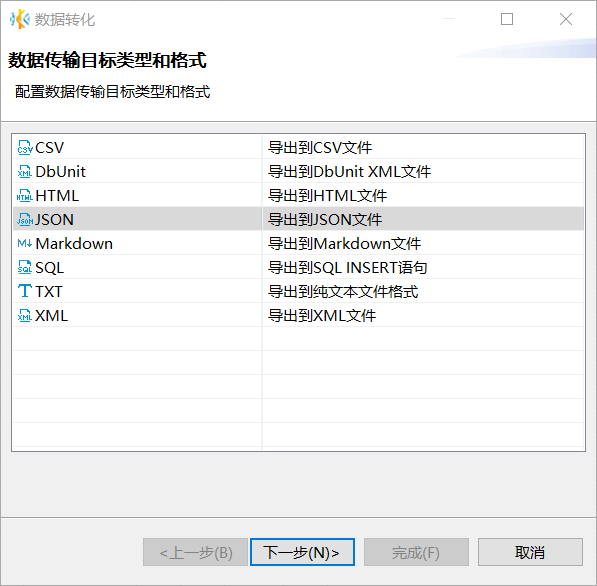 数据转化
数据传输目标类型和格式
配置数据传输目标类型和格式
CSV 导出到CSV文件
DbUnit 导出到DbUnit XML文件
HTML 导出到HTML文件
JSON 导出到JSON文件
Markdown 导出到Markdown文件
SQL 导出到SQL INSERT语句
TXT 导出到纯文本文件格式
XML 导出到XML文件
<上一步(B) 下一步(N)> 完成(F) 取消